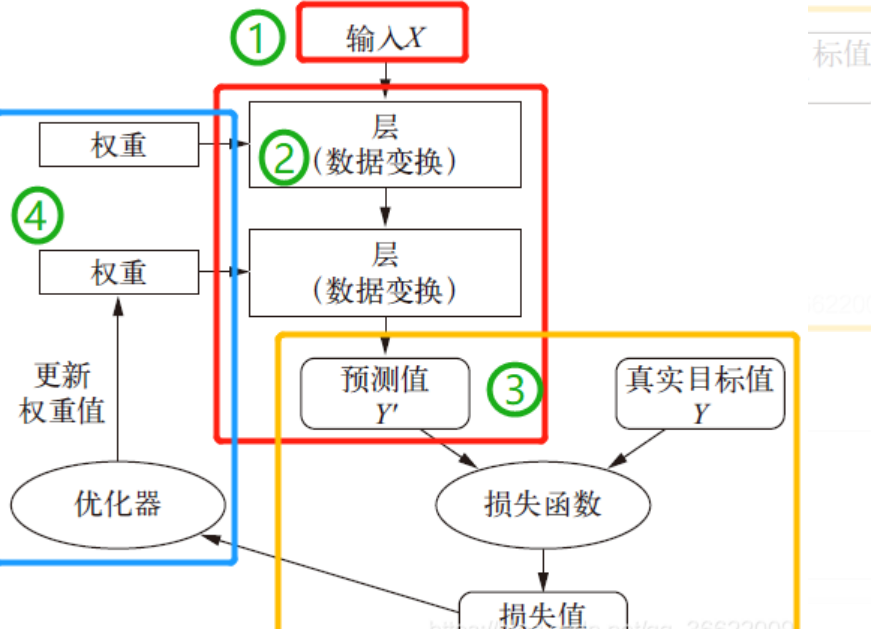 ① 输入X
标值
层
② (数据变换)
权重
④
层
(数据变换)
权重
预测值
Y'
③
真实目标值
Y
更新
权重值
优化器
损失函数
损失值